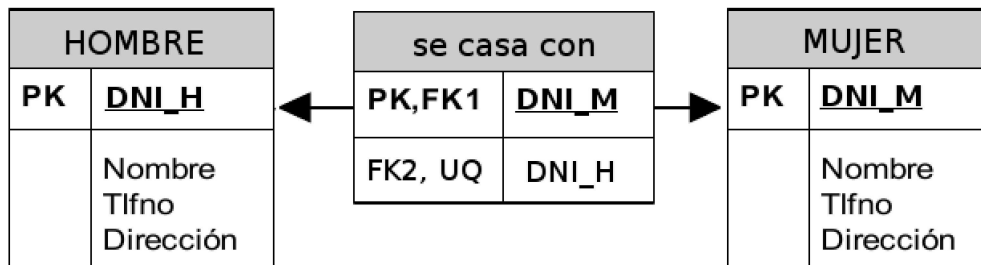 HOMBRE
PK DNI_H
Nombre
Tlfno
Dirección
se casa con
PK,FK1 DNI_M
FK2, UQ DNI_H
MUJER
PK DNI_M
Nombre
Tlfno
Dirección